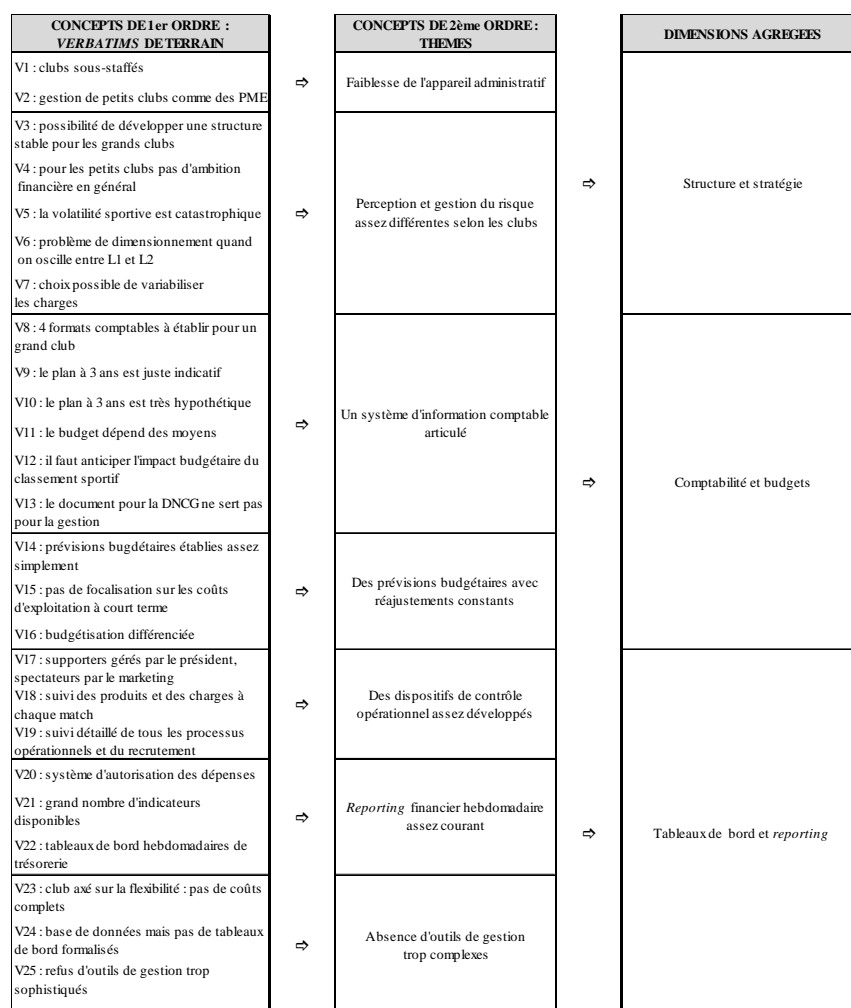 CONCEPTS DE 1er ORDRE :
VERBATIMS DE TERRAIN
CONCEPTS DE 2ème ORDRE :
THEMES
DIMENSIONS AGREGEES
V1 : clubs sous-staffés
V2 : gestion de petits clubs comme des PME
⇨
Faiblesse de l'appareil administratif
V3 : possibilité de développer une structure
stable pour les grands clubs
V4 : pour les petits clubs pas d'ambition
financière en général
V5 : la volatilité sportive est catastrophique
V6 : problème de dimensionnement quand
on oscille entre L1 et L2
V7 : choix possible de variabiliser
les charges
⇨
Perception et gestion du risque
assez différentes selon les clubs
⇨
Structure et stratégie
V8 : 4 formats comptables à établir pour un
grand club
V9 : le plan à 3 ans est juste indicatif
V10 : le plan à 3 ans est très hypothétique
V11 : le budget dépend des moyens
V12 : il faut anticiper l'impact budgétaire du
classement sportif
V13 : le document pour la DNCG ne sert pas
pour la gestion
⇨
Un système d'information comptable
articulé
V14 : prévisions bugdétaires établies assez
simplement
V15 : pas de focalisation sur les coûts
d'exploitation à court terme
V16 : budgétisation différenciée
⇨
Des prévisions budgétaires avec
réajustements constants
⇨
Comptabilité et budgets
V17 : supporters gérés par le président,
spectateurs par le marketing
V18 : suivi des produits et des charges à
chaque match
V19 : suivi détaillé de tous les processus
opérationnels et du recrutement
⇨
Des dispositifs de contrôle
opérationnel assez développés
V20 : système d'autorisation des dépenses
V21 : grand nombre d'indicateurs
disponibles
V22 : tableaux de bord hebdomadaires de
trésorerie
⇨
Reporting financier hebdomadaire
assez courant
⇨
Tableaux de bord et reporting
V23 : club axé sur la flexibilité : pas de coûts
complets
V24 : base de données mais pas de tableaux
de bord formalisés
V25 : refus d'outils de gestion trop
sophistiqués
⇨
Absence d'outils de gestion
trop complexes